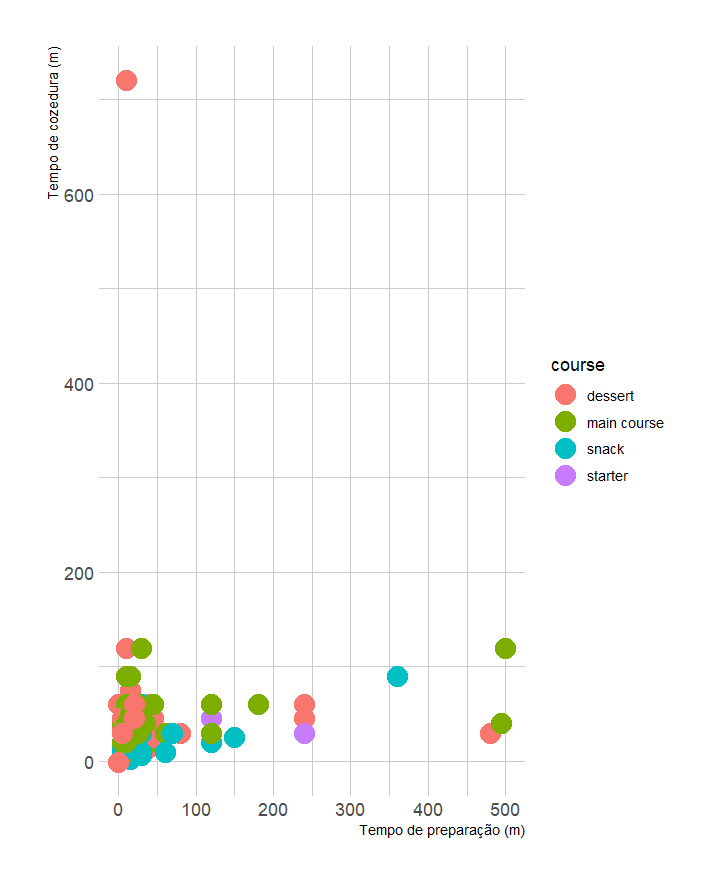 Tempo de cozedura (m)
600
400
200
0
0 100 200 300 400 500
Tempo de preparação (m)
course
dessert
main course
snack
starter